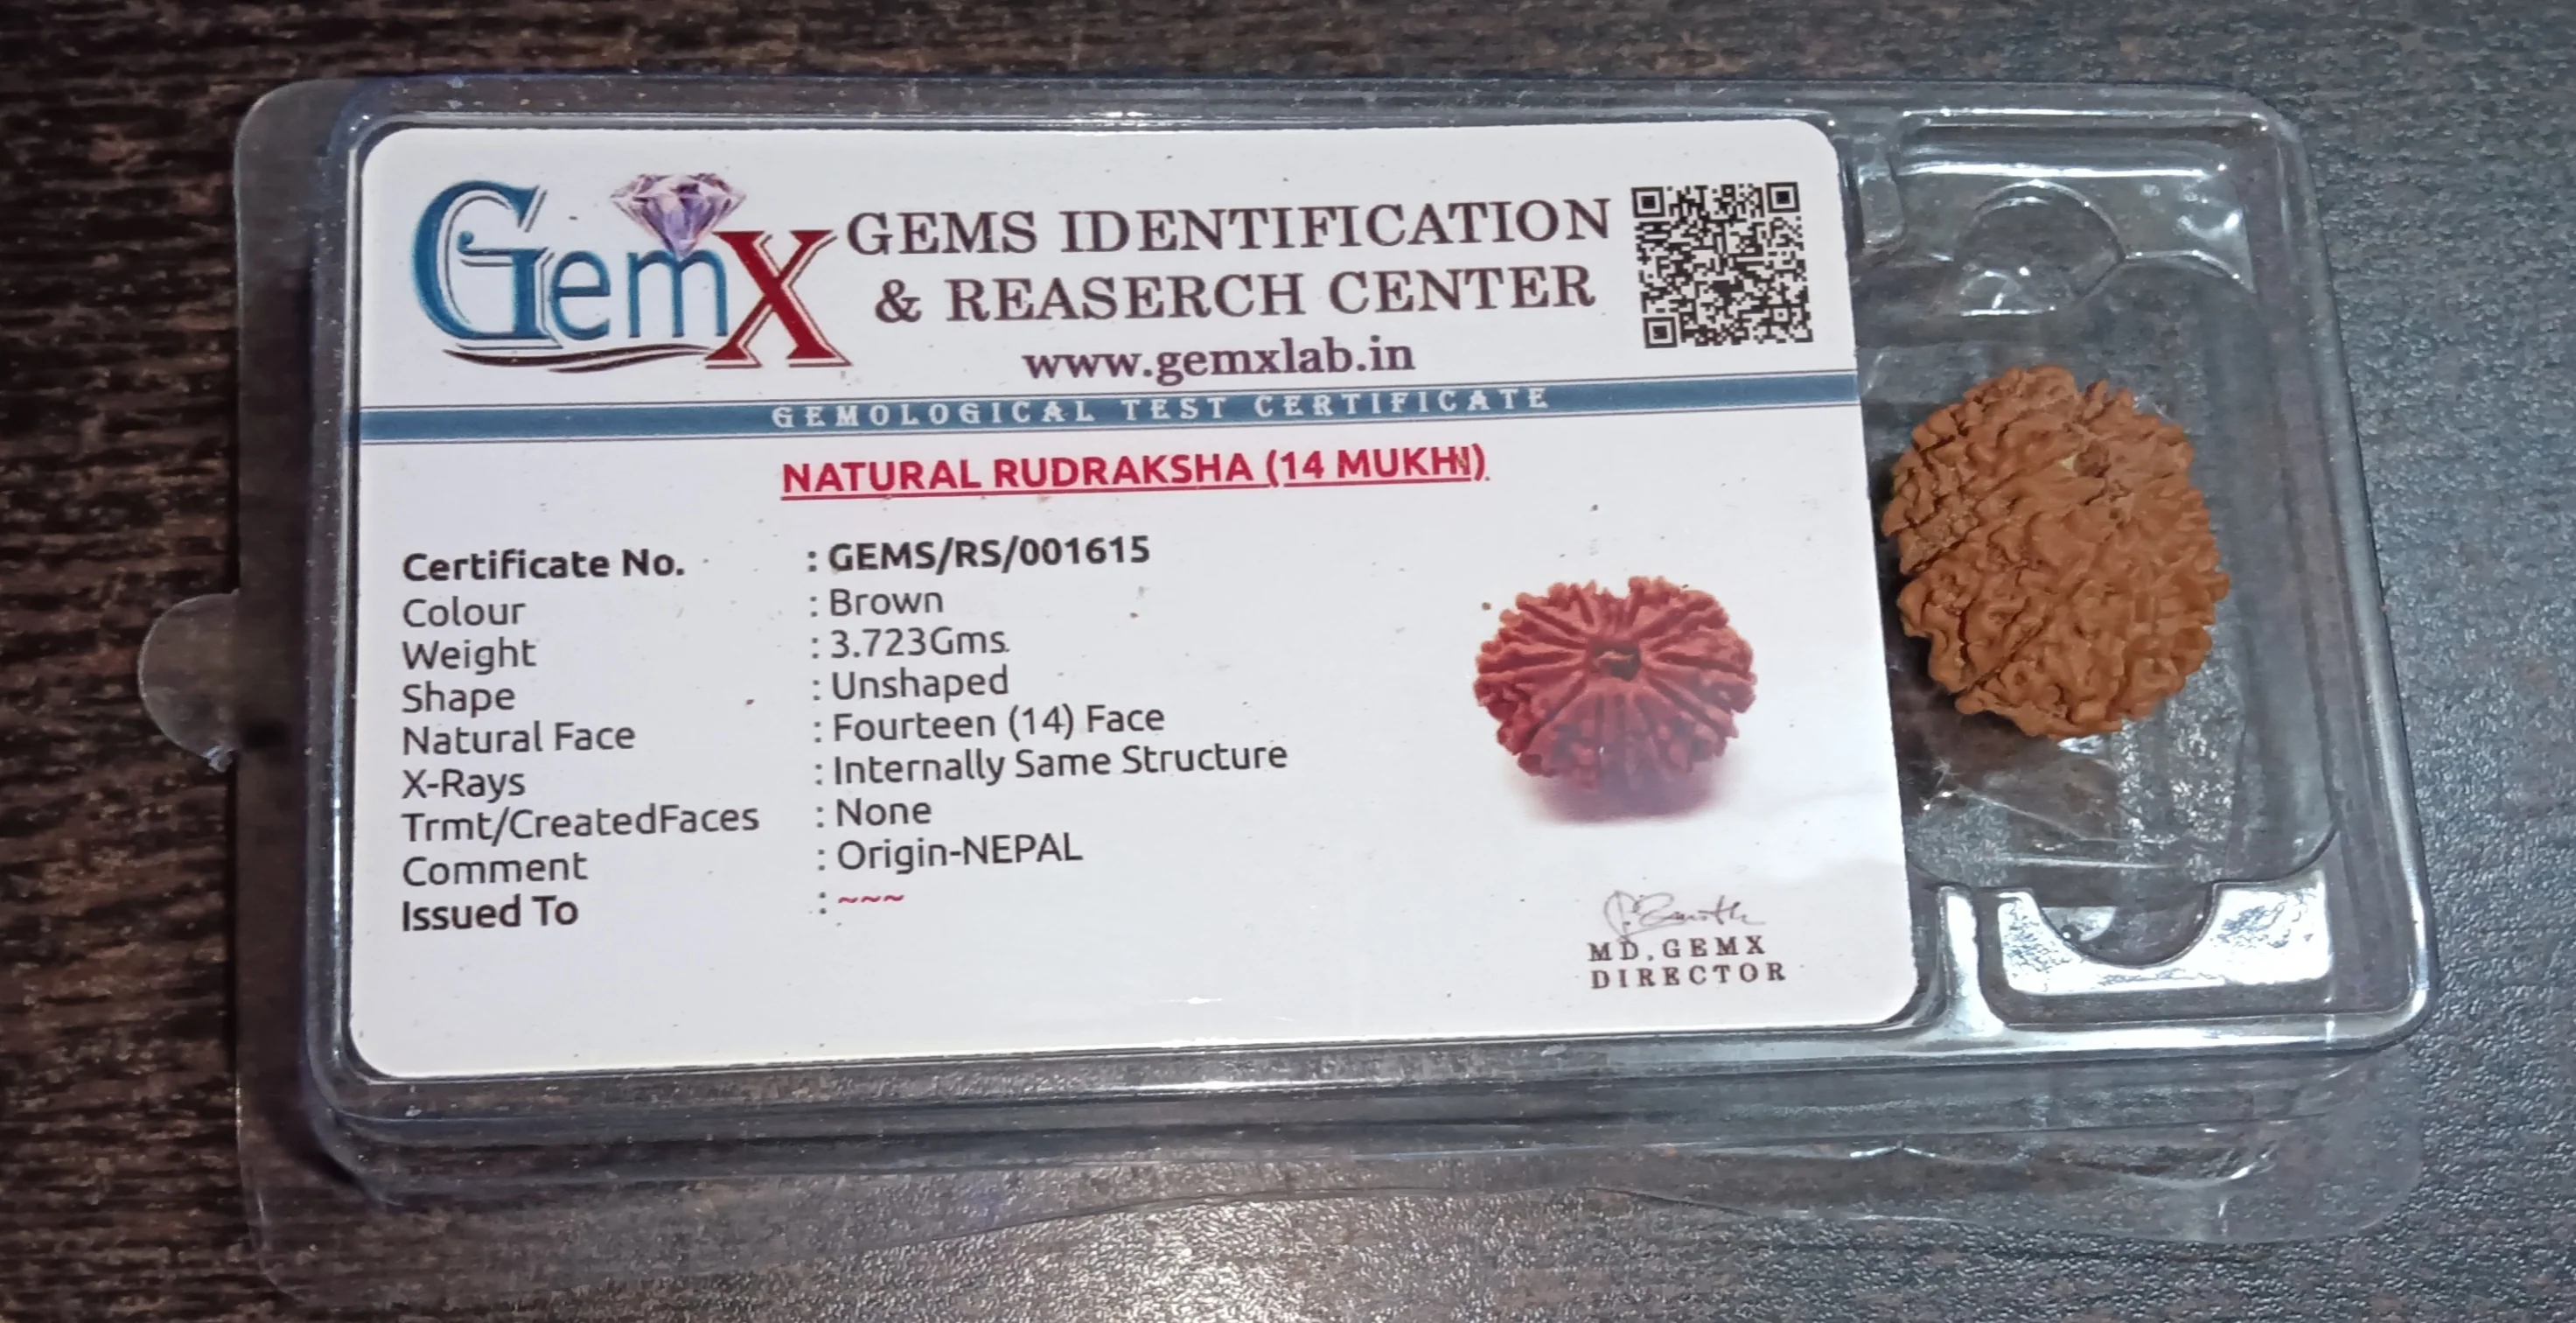 GemX
GEMS IDENTIFICATION
& REASERCH CENTER
www.gemxlab.in
GEMOLOGICAL TEST CERTIFICATE
NATURAL RUDRAKSHA (14 MUKHI)
Certificate No. : GEMS/RS/001615
Colour : Brown
Weight : 3.723Gms.
Shape : Unshaped
Natural Face : Fourteen (14) Face
X-Rays : Internally Same Structure
Trmt/CreatedFaces : None
Comment : Origin-NEPAL
Issued To : ~~~
MD. GEMX
DIRECTOR